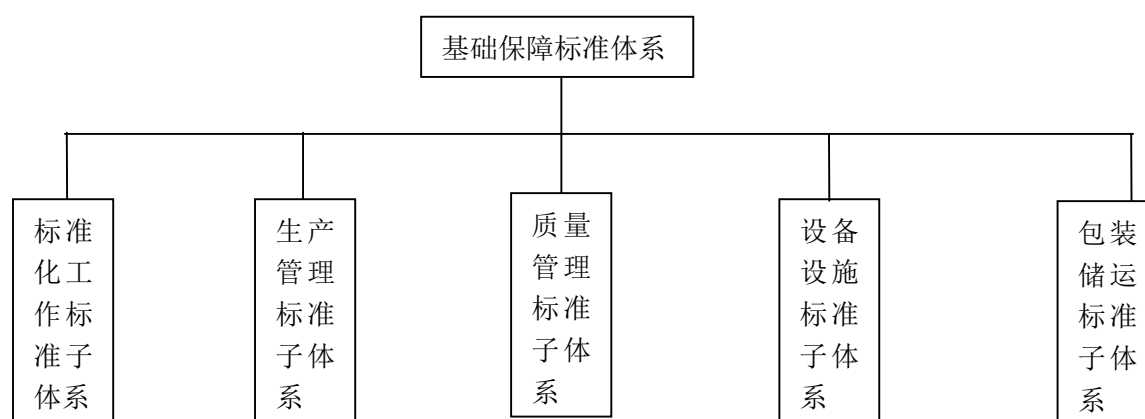 基础保障标准体系
标准
化工
作标
准子
体系
生产
管理
标准
子体
系
质量
管理
标准
子体
系
设备
设施
标准
子体
系
包装
储运
标准
子体
系